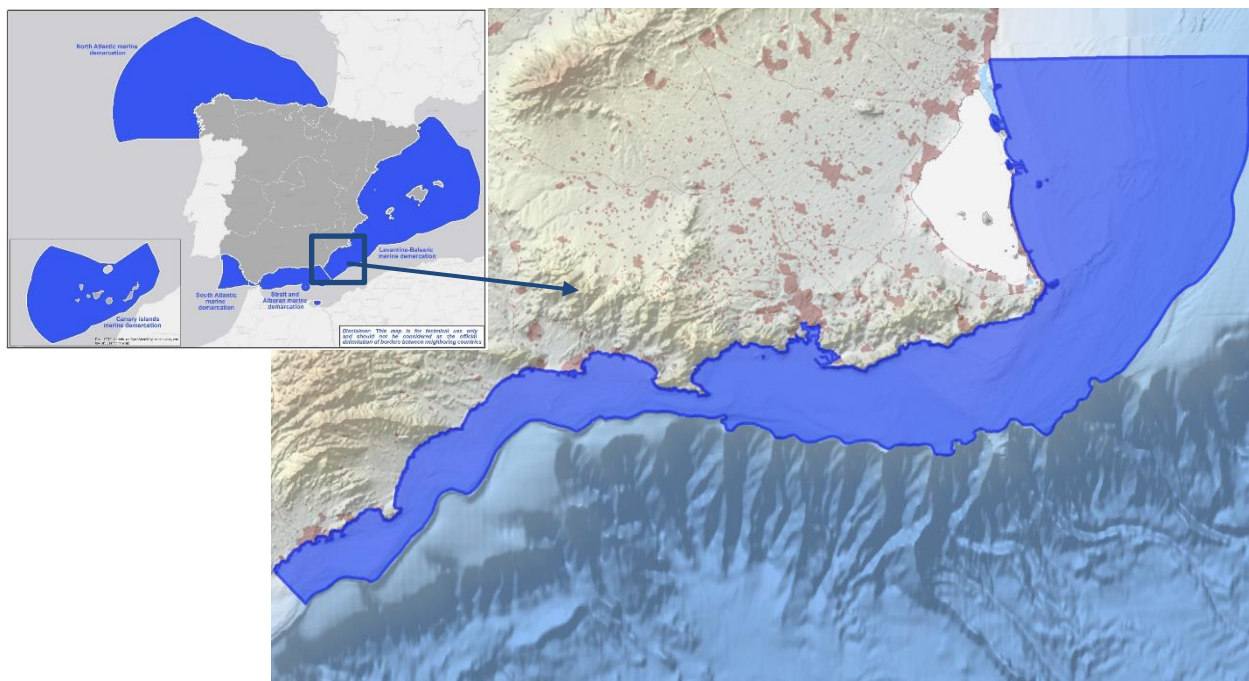 North Atlantic marine
demarcation
Levantine-Balearic
marine demarcation
South Atlantic
marine
demarcation
Strait and
Alboran marine
demarcation
Canary Islands
marine demarcation
Disclaimer: This map is for technical use only
and should not be considered as the official
delimitation of borders between neighboring countries